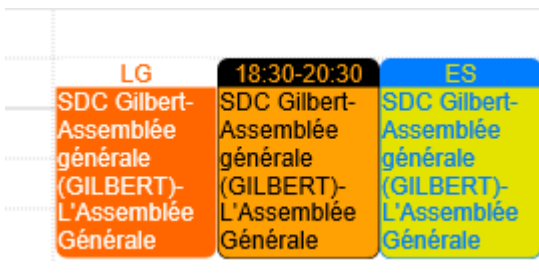 LG
SDC Gilbert-
Assemblée
générale
(GILBERT)-
L'Assemblée
Générale
18:30-20:30
SDC Gilbert-
Assemblée
générale
(GILBERT)-
L'Assemblée
Générale
ES
SDC Gilbert-
Assemblée
générale
(GILBERT)-
L'Assemblée
Générale